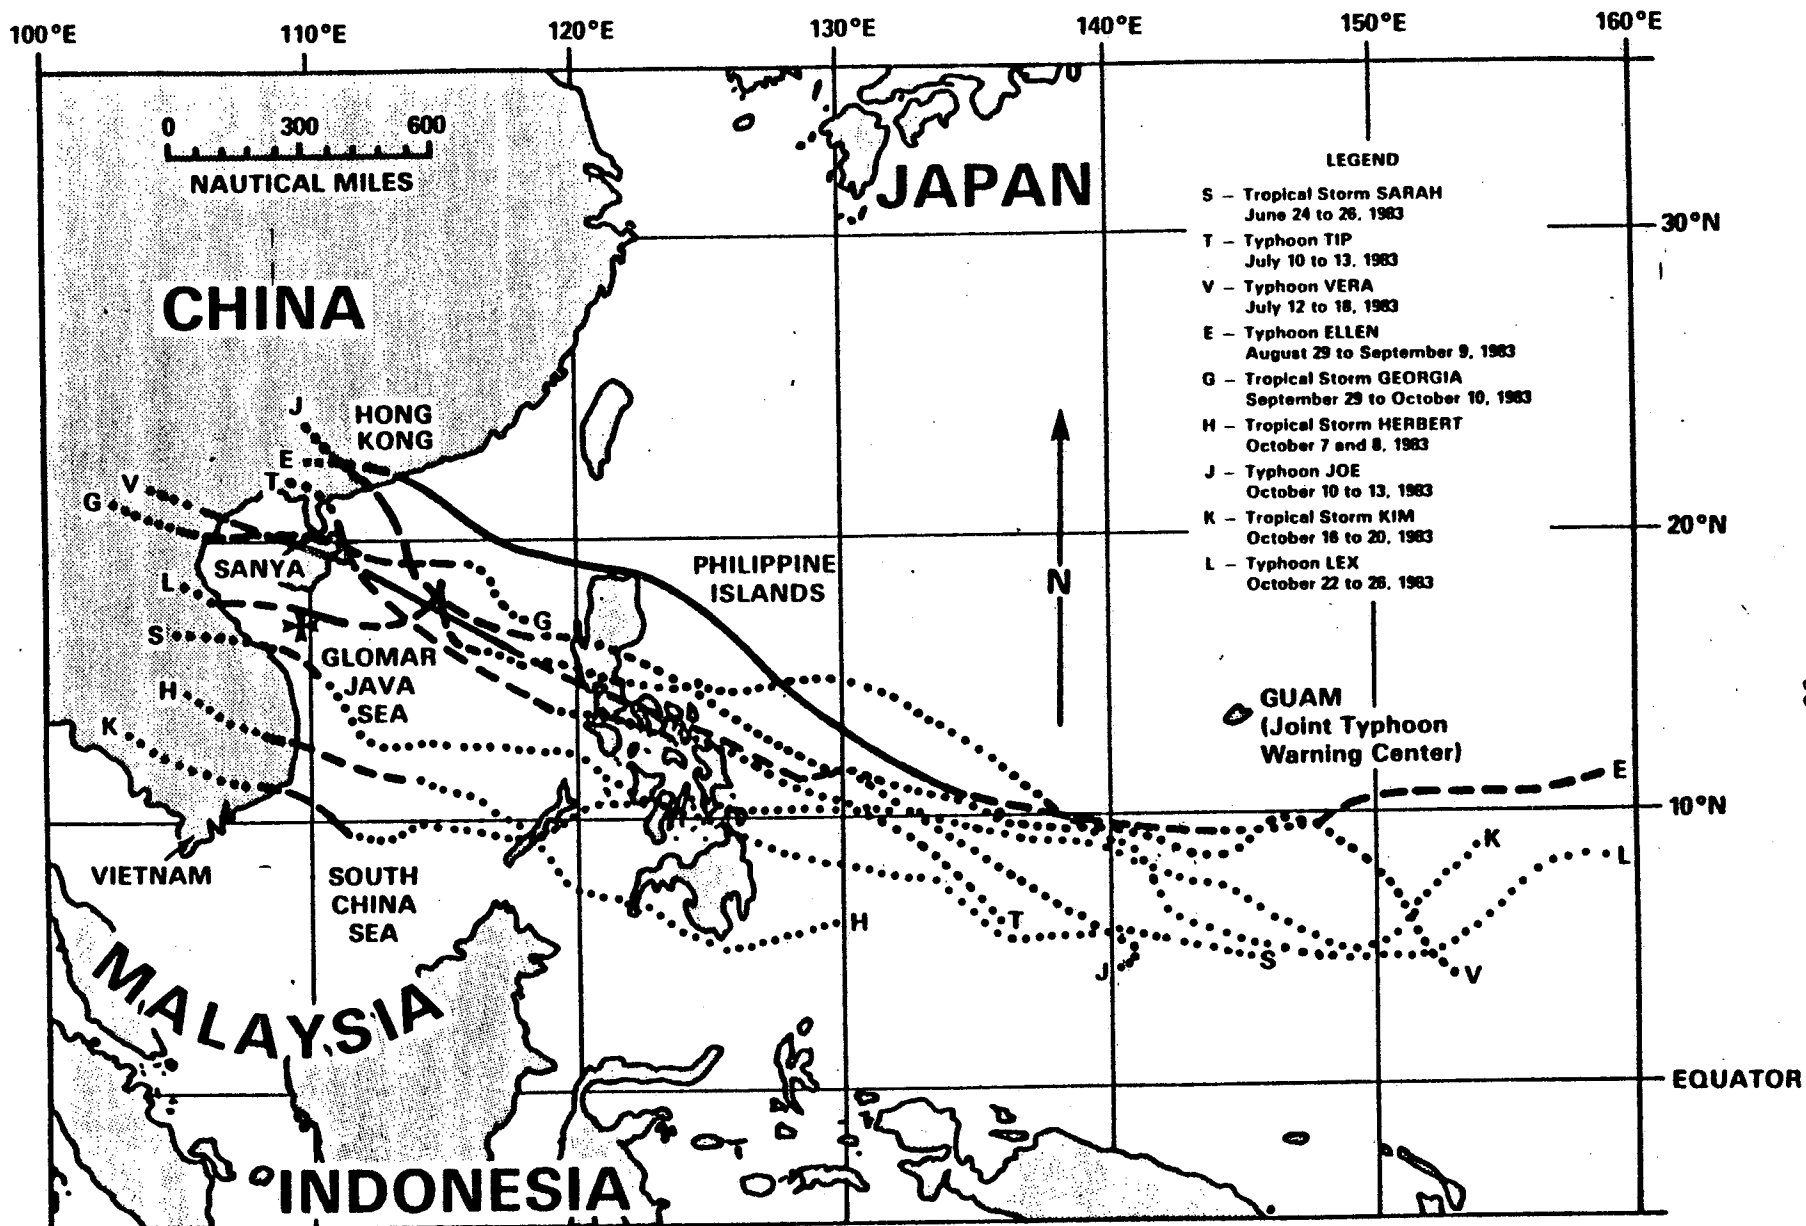 100°E 110°E 120°E 130°E 140°E 150°E 160°E
0 300 600
NAUTICAL MILES
JAPAN
CHINA
LEGEND
S – Tropical Storm SARAH
June 24 to 26, 1983
T – Typhoon TIP
July 10 to 13, 1983
V – Typhoon VERA
July 12 to 18, 1983
E – Typhoon ELLEN
August 29 to September 9, 1983
G – Tropical Storm GEORGIA
September 29 to October 10, 1983
H – Tropical Storm HERBERT
October 7 and 8, 1983
J – Typhoon JOE
October 10 to 13, 1983
K – Tropical Storm KIM
October 16 to 20, 1983
L – Typhoon LEX
October 22 to 26, 1983
30°N
20°N
10°N
EQUATOR
J
HONG
KONG
E
T
V
G
SANYA
L
S
H
K
G
PHILIPPINE
ISLANDS
N
GLOMAR
JAVA
SEA
GUAM
(Joint Typhoon
Warning Center)
E
K
L
VIETNAM
SOUTH
CHINA
SEA
H
T
J
S
V
MALAYSIA
INDONESIA